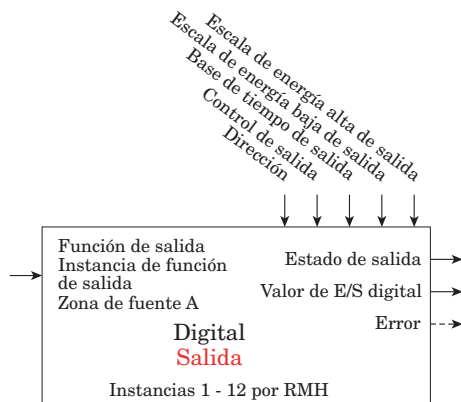 Escala de energía alta de salida
Escala de energía baja de salida
Base de tiempo de salida
Control de salida
Dirección
Función de salida
Instancia de función
de salida
Zona de fuente A
Estado de salida
Valor de E/S digital
Error
Digital
Salida
Instancias 1 - 12 por RMH